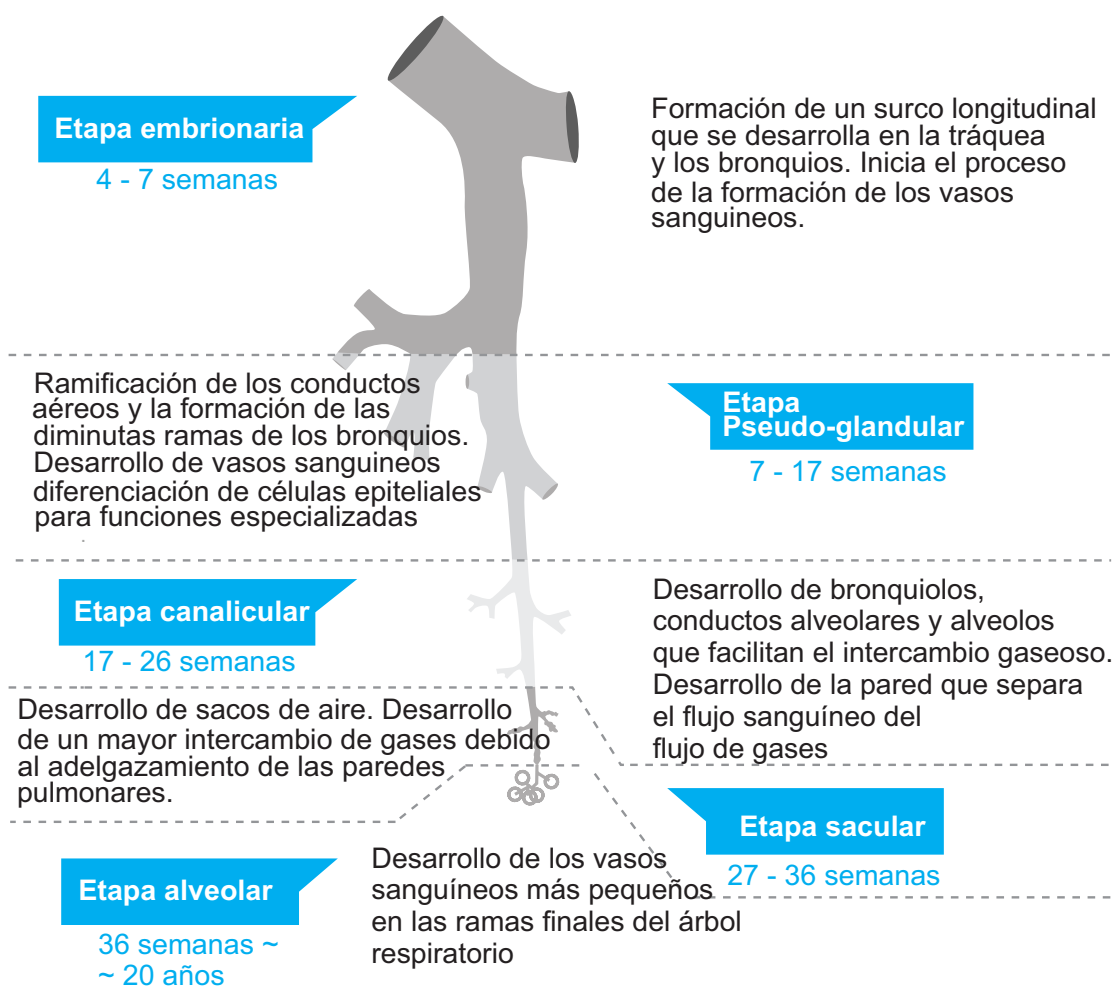 Etapa embrionaria
4 - 7 semanas
Formación de un surco longitudinal
que se desarrolla en la tráquea
y los bronquios. Inicia el proceso
de la formación de los vasos
sanguineos.
Ramificación de los conductos
aéreos y la formación de las
diminutas ramas de los bronquios.
Desarrollo de vasos sanguineos
diferenciación de células epiteliales
para funciones especializadas
Etapa
Pseudo-glandular
7 - 17 semanas
Etapa canalicular
17 - 26 semanas
Desarrollo de bronquiolos,
conductos alveolares y alveolos
que facilitan el intercambio gaseoso.
Desarrollo de la pared que separa
el flujo sanguíneo del
flujo de gases
Desarrollo de sacos de aire. Desarrollo
de un mayor intercambio de gases debido
al adelgazamiento de las paredes
pulmonares.
Etapa sacular
27 - 36 semanas
Etapa alveolar
36 semanas ~
~ 20 años
Desarrollo de los vasos
sanguíneos más pequeños
en las ramas finales del árbol
respiratorio